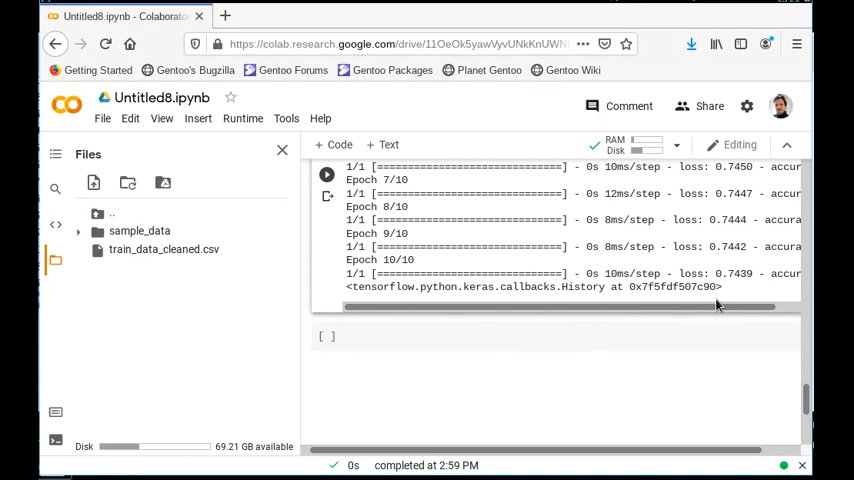 Untitled8.ipynb - Colaborator
https://colab.research.google.com/drive/11OeOk5yawVyvUNkKnUWN
Getting Started Gentoo's Bugzilla Gentoo Forums Gentoo Packages Planet Gentoo Gentoo Wiki
Untitled8.ipynb
Comment Share
File Edit View Insert Runtime Tools Help
+ Code + Text
RAM
Disk
Editing
Files
..
sample_data
train_data_cleaned.csv
Disk 69.21 GB available
1/1 [==============================] - 0s 10ms/step - loss: 0.7450 - accur
Epoch 7/10
1/1 [==============================] - 0s 12ms/step - loss: 0.7447 - accur
Epoch 8/10
1/1 [==============================] - 0s 8ms/step - loss: 0.7444 - accura
Epoch 9/10
1/1 [==============================] - 0s 8ms/step - loss: 0.7442 - accura
Epoch 10/10
1/1 [==============================] - 0s 10ms/step - loss: 0.7439 - accur
<tensorflow.python.keras.callbacks.History at 0x7f5fdf507c90>
[ ]
0s completed at 2:59 PM